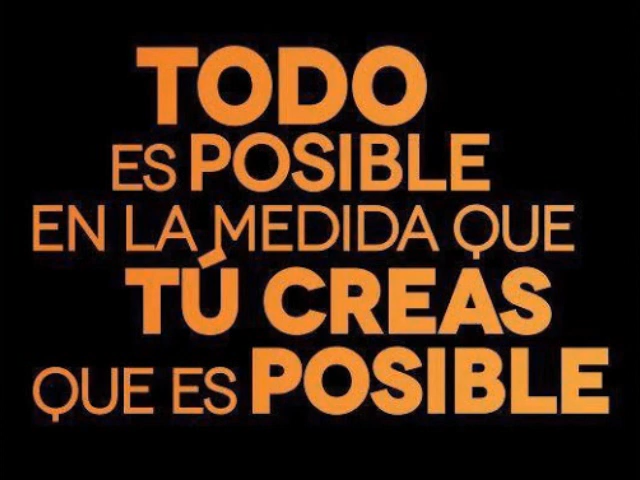 TODO
ES POSIBLE
EN LA MEDIDA QUE
TÚ CREAS
QUE ES POSIBLE